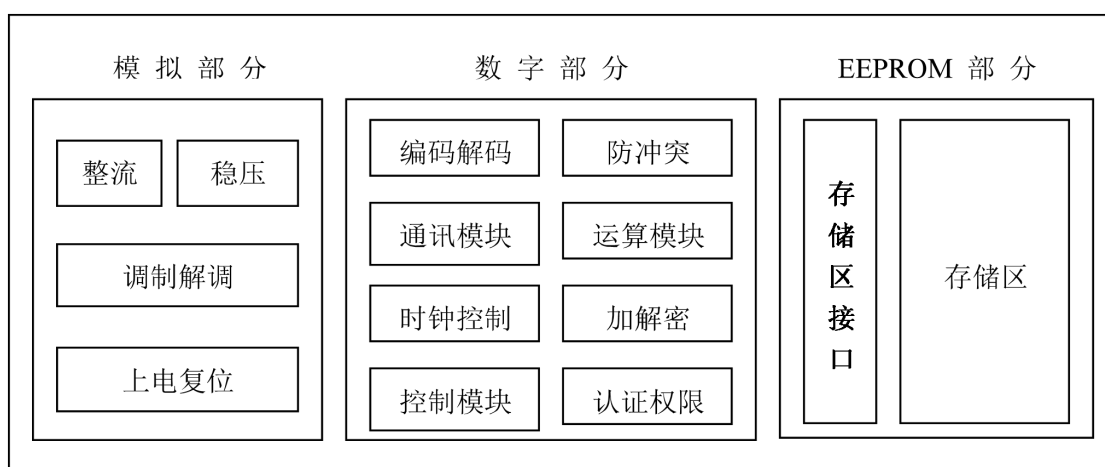 模拟部分
数字部分
EEPROM 部分
整流
稳压
调制解调
上电复位
编码解码
防冲突
通讯模块
运算模块
时钟控制
加解密
控制模块
认证权限
存储区接口
存储区